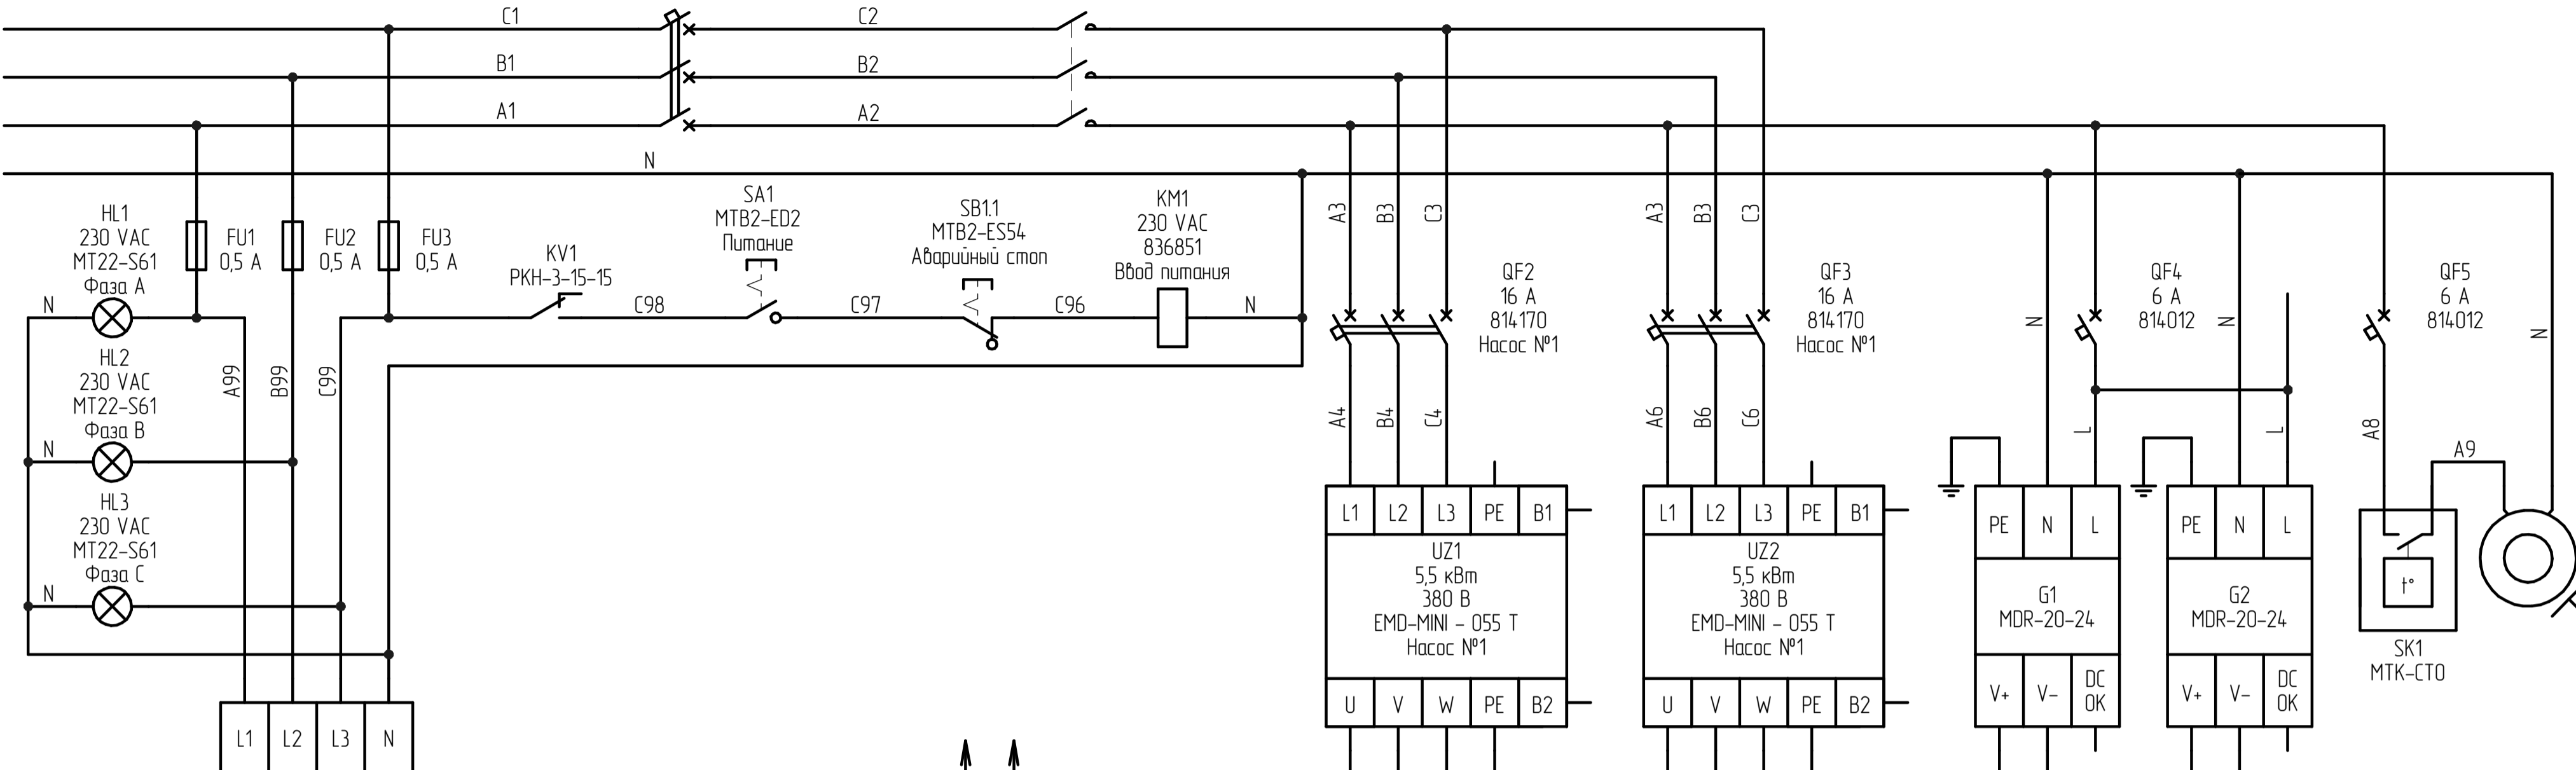 C1
C2
B1
B2
A1
A2
N
HL1
230 VAC
MT22-S61
Фаза А
FU1
0,5 А
FU2
0,5 А
FU3
0,5 А
KV1
РКН-3-15-15
SA1
MTB2-ED2
Питание
SB1.1
MTB2-ES54
Аварийный стоп
KM1
230 VAC
836851
Ввод питания
N
C98
C97
C96
N
HL2
230 VAC
MT22-S61
Фаза В
N
HL3
230 VAC
MT22-S61
Фаза С
N
A99
B99
C99
L1
L2
L3
N
A3
B3
C3
QF2
16 А
814170
Насос №1
A4
B4
C4
L1
L2
L3
PE
B1
UZ1
5,5 кВт
380 В
EMD-MINI - 055 T
Насос №1
U
V
W
PE
B2
A3
B3
C3
QF3
16 А
814170
Насос №1
A6
B6
C6
L1
L2
L3
PE
B1
UZ2
5,5 кВт
380 В
EMD-MINI - 055 T
Насос №1
U
V
W
PE
B2
N
QF4
6 А
814012
N
L
L
PE
N
L
G1
MDR-20-24
V+
V-
DC
OK
PE
N
L
G2
MDR-20-24
V+
V-
DC
OK
QF5
6 А
814012
N
A8
A9
t°
SK1
МТК-СТ0